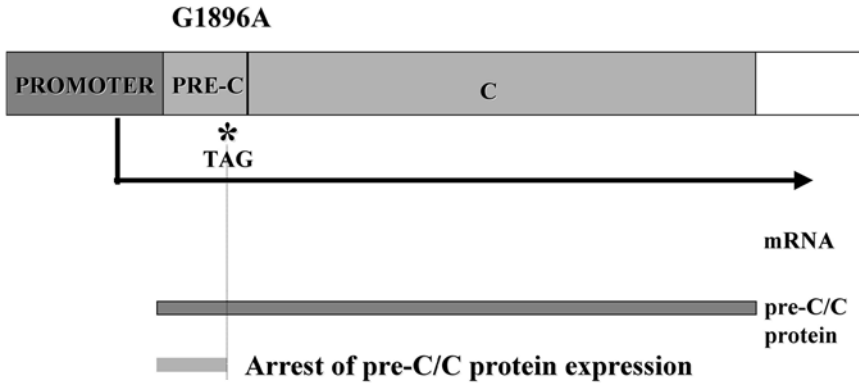 G1896A
PROMOTER PRE-C C
*
TAG
mRNA
pre-C/C
protein
Arrest of pre-C/C protein expression